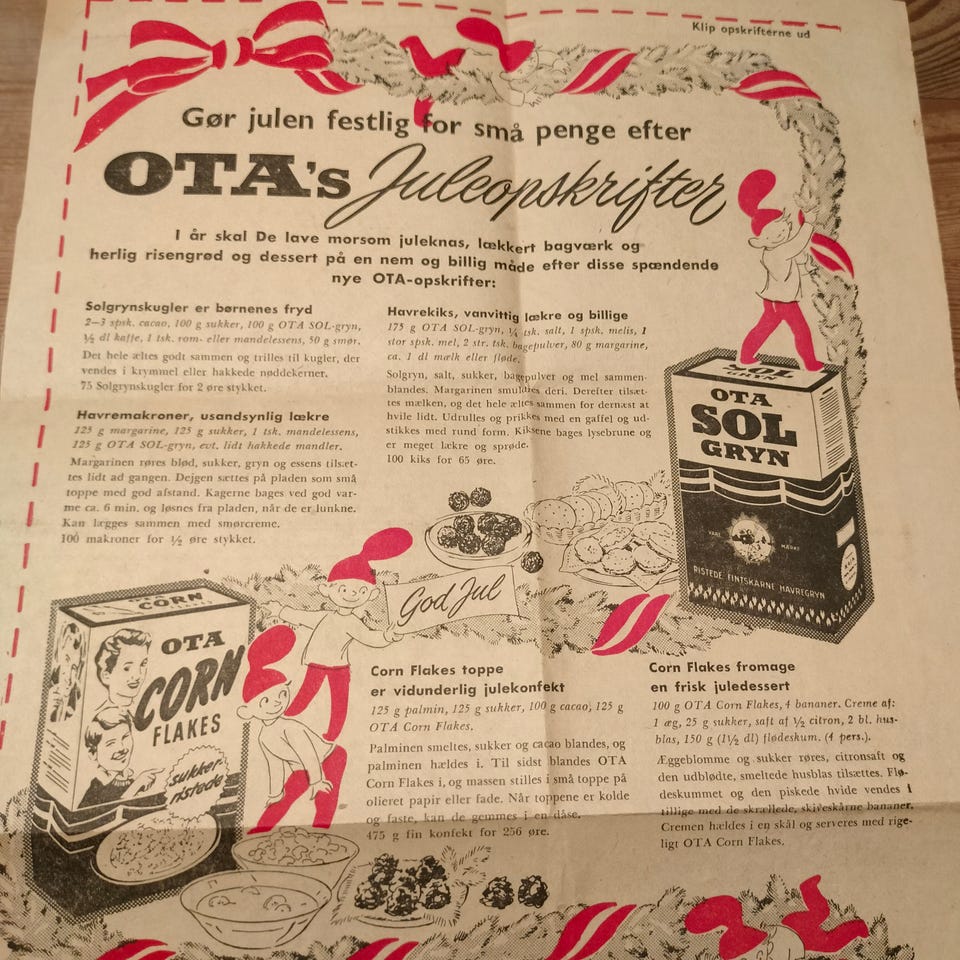 Klip opskrifterne ud
Gør julen festlig for små penge efter
OTA's Juleopskrifter
I år skal De lave morsom juleknas, lækkert bagværk og
herlig risengrød og dessert på en nem og billig måde efter disse spændende
nye OTA-opskrifter:
Solgrynskugler er børnenes fryd
2—3 spsk. cacao, 100 g sukker, 100 g OTA SOL-gryn,
½ dl kaffe, 1 tsk. rom- eller mandelessens, 50 g smør.
Det hele æltes godt sammen og trilles til kugler, der
vendes i krymmel eller hakkede nøddekerner.
75 Solgrynskugler for 2 øre stykket.
Havremakroner, usandsynlig lækre
125 g margarine, 125 g sukker, 1 tsk. mandelessens,
125 g OTA SOL-gryn, evt. lidt hakkede mandler.
Margarinen røres blød, sukker, gryn og essens tilsæt-
tes lidt ad gangen. Dejgen sættes på pladen som små
toppe med god afstand. Kagerne bages ved god var-
me ca. 6 min. og løsnes fra pladen, når de er lunkne.
Kan lægges sammen med smørcreme.
100 makroner for ½ øre stykket.
Havrekiks, vanvittig lækre og billige
175 g OTA SOL-gryn, ¼ tsk. salt, 1 spsk. melis, 1
stor spsk. mel, 2 str. tsk. bagepulver, 80 g margarine,
ca. 1 dl mælk eller fløde.
Solgryn, salt, sukker, bagepulver og mel sammen-
blandes. Margarinen smuldres deri. Derefter tilsæt-
tes mælken, og det hele æltes sammen for dernæst at
hvile lidt. Udrulles og prikkes med en gaffel og ud-
stikkes med rund form. Kiksene bages lysebrune og
er meget lækre og sprøde.
100 kiks for 65 øre.
SOL
GRYN
OTA
SOL
GRYN
VARE MÆRKE
RISTEDE FINTSKARNE HAVREGRYN
God Jul
CORN
FLAKES
OTA
CORN
FLAKES
sukker-
ristede
Corn Flakes toppe
er vidunderlig julekonfekt
125 g palmin, 125 g sukker, 100 g cacao, 125 g
OTA Corn Flakes.
Palminen smeltes, sukker og cacao blandes, og
palminen hældes i. Til sidst blandes OTA
Corn Flakes i, og massen stilles i små toppe på
olieret papir eller fade. Når toppene er kolde
og faste, kan de gemmes i en dåse.
475 g fin konfekt for 256 øre.
Corn Flakes fromage
en frisk juledessert
100 g OTA Corn Flakes, 4 bananer. Creme af:
1 æg, 25 g sukker, saft af ½ citron, 2 bl. hus-
blas, 150 g (1½ dl) flødeskum. (4 pers.).
Æggeblomme og sukker røres, citronsaft og
den udblødte, smeltede husblas tilsættes. Flø-
deskummet og den piskede hvide vendes i
tillige med de skrællede, skiveskårne bananer.
Cremen hældes i en skål og serveres med rige-
ligt OTA Corn Flakes.